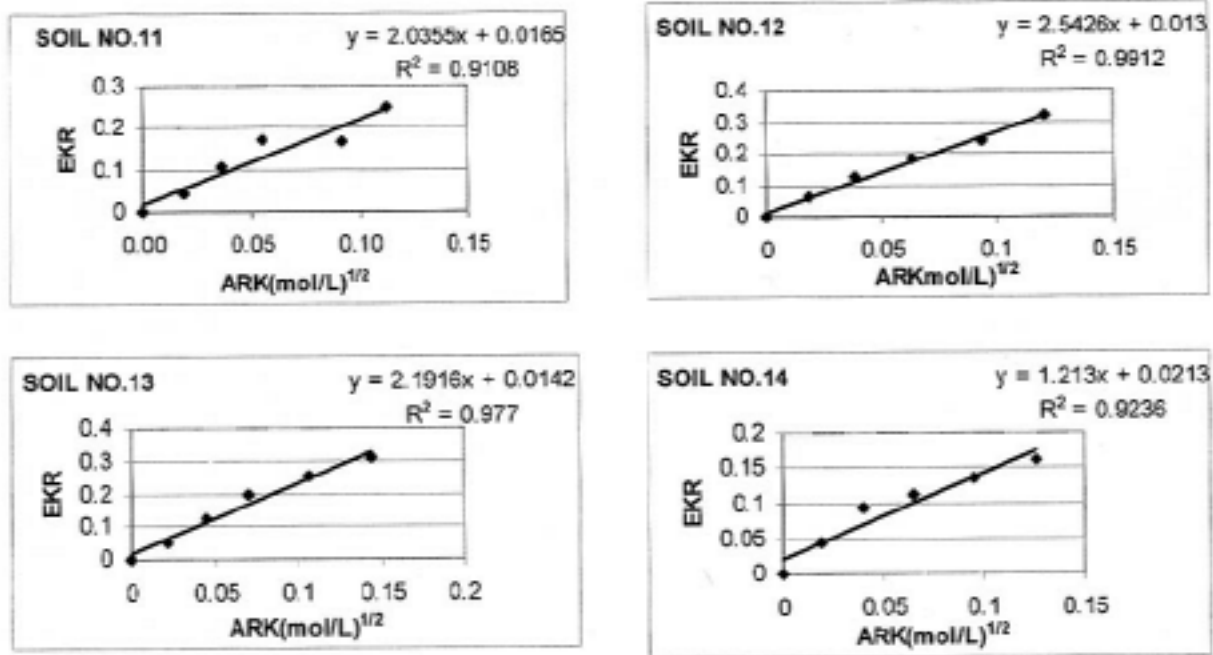 SOIL NO.11 y = 2.0355x + 0.0165
R² = 0.9108
0.3
0.2
0.1
0
EKR
0.00 0.05 0.10 0.15
ARK(mol/L)^1/2
SOIL NO.12 y = 2.5426x + 0.013
R² = 0.9912
0.4
0.3
0.2
0.1
0
EKR
0 0.05 0.1 0.15
ARKmol/L)^1/2
SOIL NO.13 y = 2.1916x + 0.0142
R² = 0.977
0.4
0.3
0.2
0.1
0
EKR
0 0.05 0.1 0.15 0.2
ARK(mol/L)^1/2
SOIL NO.14 y = 1.213x + 0.0213
R² = 0.9236
0.2
0.15
0.1
0.05
0
EKR
0 0.05 0.1 0.15
ARK(mol/L)^1/2